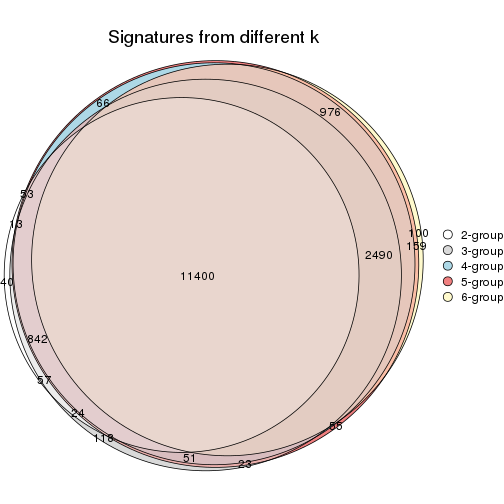 Signatures from different k
66
976
53
13
100
159
2490
11400
40
842
57
24
118
51
23
55
2-group
3-group
4-group
5-group
6-group